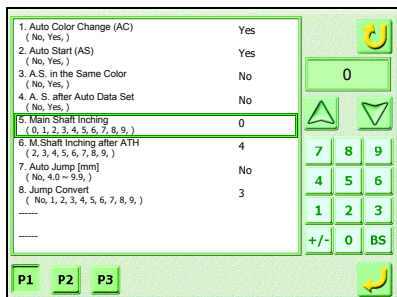 1. Auto Color Change (AC) Yes
( No, Yes, )
2. Auto Start (AS) Yes
( No, Yes, )
3. A.S. in the Same Color No
( No, Yes, )
4. A. S. after Auto Data Set No
( No, Yes, )
5. Main Shaft Inching 0
( 0, 1, 2, 3, 4, 5, 6, 7, 8, 9, )
6. M.Shaft Inching after ATH 4
( 2, 3, 4, 5, 6, 7, 8, 9, )
7. Auto Jump [mm] No
( No, 4.0 ~ 9.9, )
8. Jump Convert 3
( No, 1, 2, 3, 4, 5, 6, 7, 8, 9, )
------
------
0
7 8 9
4 5 6
1 2 3
+/- 0 BS
P1 P2 P3